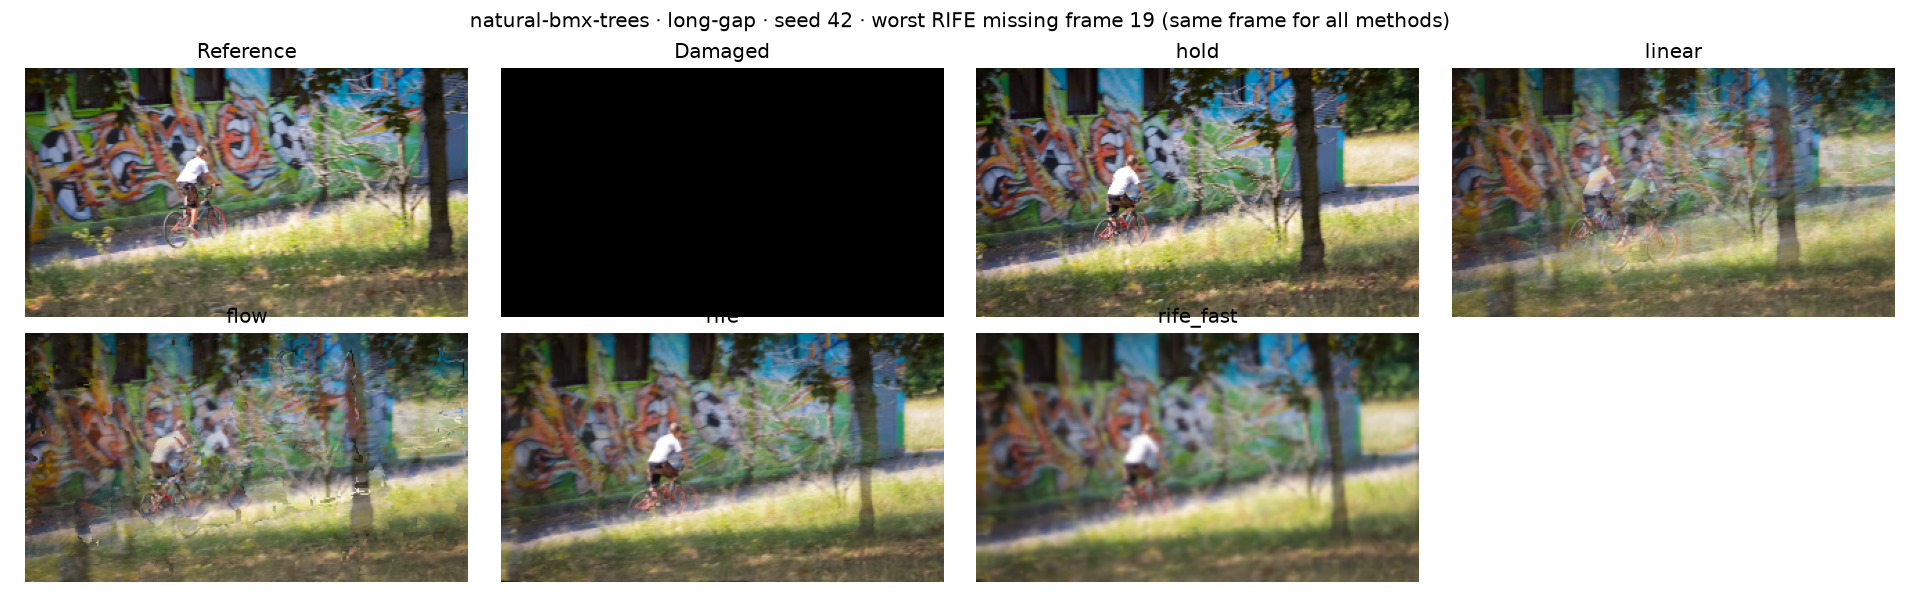 natural-bmx-trees · long-gap · seed 42 · worst RIFE missing frame 19 (same frame for all methods)
Reference
Damaged
hold
linear
flow
rife
rife_fast